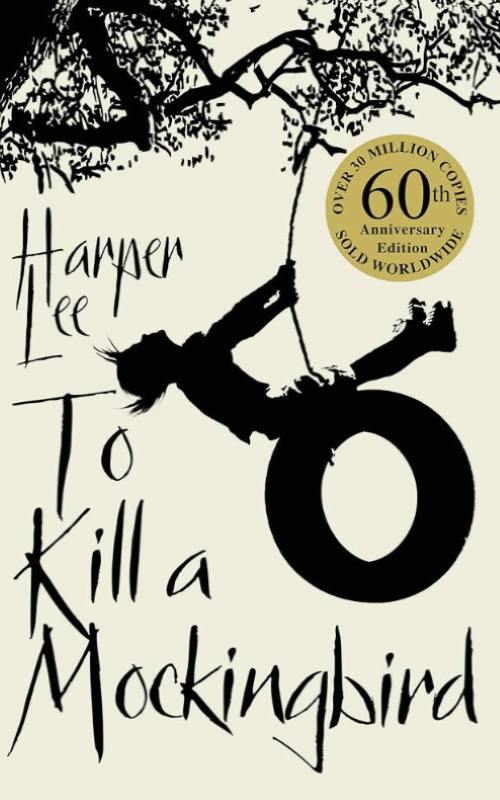 Harper
Lee
OVER 30 MILLION COPIES
60th
Anniversary
Edition
SOLD WORLDWIDE
To
Kill a
Mockingbird